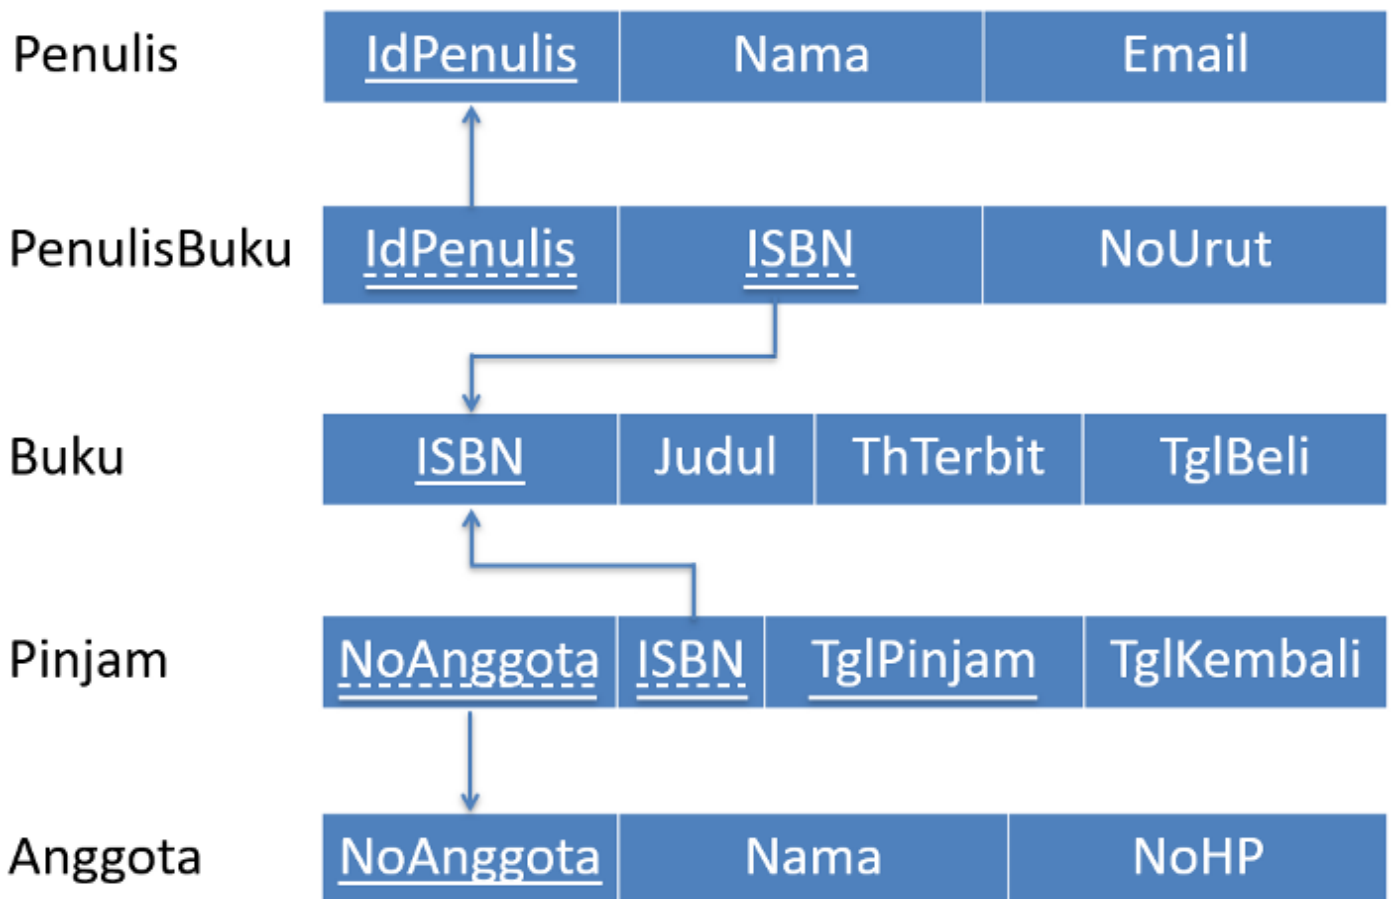 Penulis IdPenulis Nama Email
PenulisBuku IdPenulis ISBN NoUrut
Buku ISBN Judul ThTerbit TglBeli
Pinjam NoAnggota ISBN TglPinjam TglKembali
Anggota NoAnggota Nama NoHP